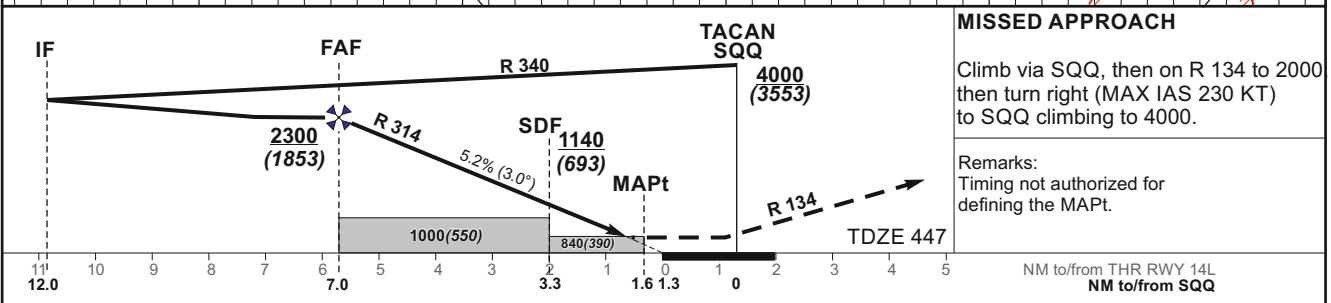 IF
FAF
TACAN
SQQ
R 340
4000
(3553)
2300
(1853)
R 314
5.2% (3.0°)
SDF
1140
(693)
MAPt
R 134
1000(550)
840(390)
TDZE 447
11 10 9 8 7 6 5 4 3 2 1 0 1 2 3 4 5
NM to/from THR RWY 14L
12.0 7.0 3.3 1.6 1.3 0
NM to/from SQQ
MISSED APPROACH
Climb via SQQ, then on R 134 to 2000
then turn right (MAX IAS 230 KT)
to SQQ climbing to 4000.
Remarks:
Timing not authorized for
defining the MAPt.